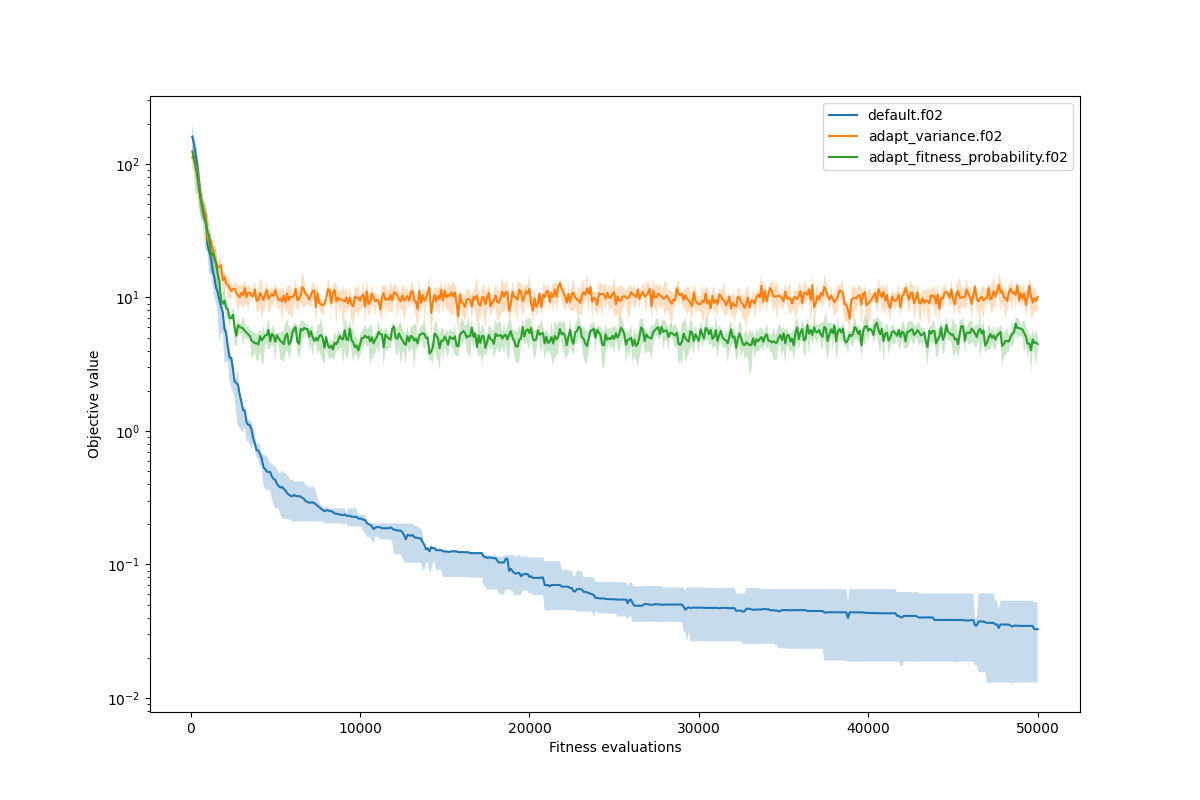 default.f02
adapt_variance.f02
adapt_fitness_probability.f02
Objective value
10²
10¹
10⁰
10⁻¹
10⁻²
0 10000 20000 30000 40000 50000
Fitness evaluations